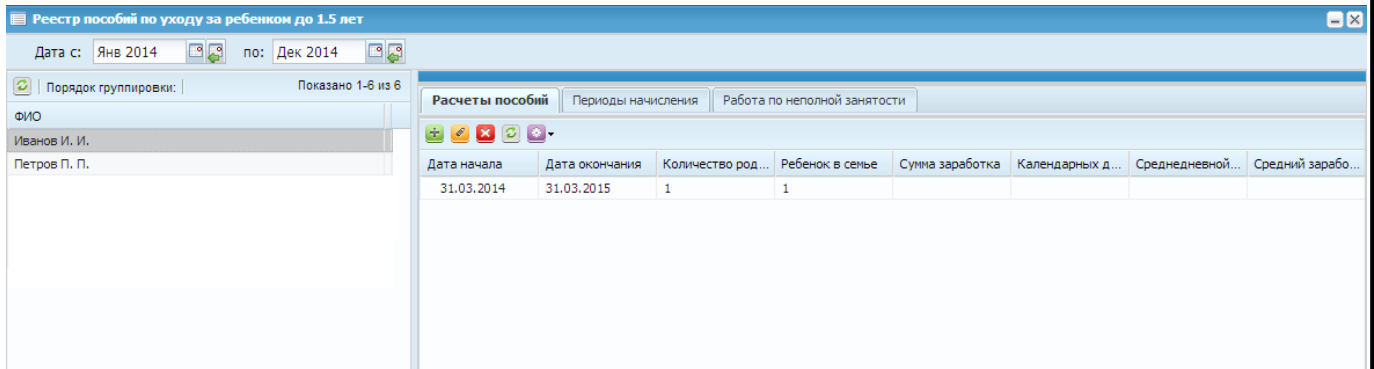 Реестр пособий по уходу за ребенком до 1.5 лет
Дата с: Янв 2014 по: Дек 2014
Порядок группировки: Показано 1-6 из 6
ФИО
Иванов И. И.
Петров П. П.
Расчеты пособий Периоды начисления Работа по неполной занятости
Дата начала Дата окончания Количество род... Ребенок в семье Сумма заработка Календарных д... Среднедневной... Средний зарабо...
31.03.2014 31.03.2015 1 1